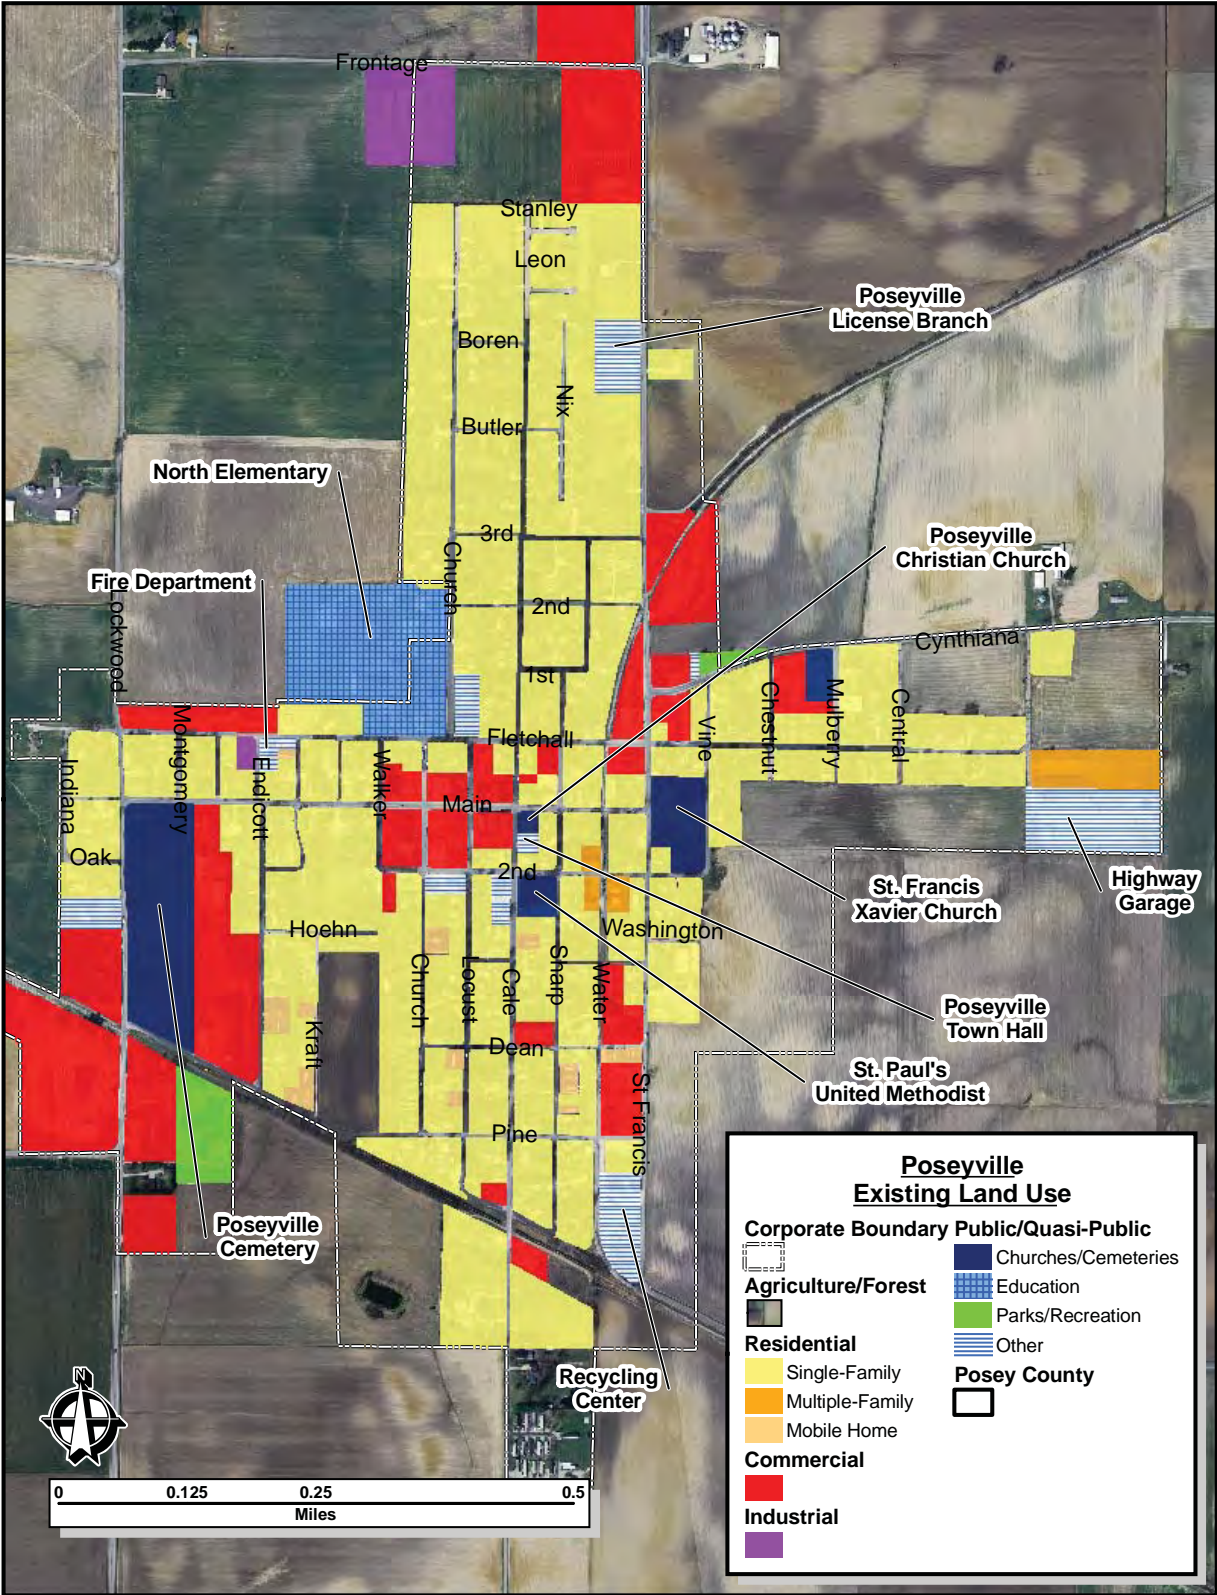 Frontage
Stanley
Leon
Poseyville
License Branch
Boren
Nix
Butler
North Elementary
3rd
Poseyville
Christian Church
Church
Fire Department
Lockwood
2nd
Cynthiana
1st
Montgomery
Fletchall
Vine
Chestnut
Mulberry
Central
Indiana
Endicott
Walker
Main
Oak
2nd
St. Francis
Xavier Church
Highway
Garage
Hoehn
Washington
Church
Locust
Cale
Sharp
Water
Poseyville
Town Hall
Kraft
Dean
St. Paul's
United Methodist
St Francis
Pine
Poseyville
Cemetery
Recycling
Center
Poseyville
Existing Land Use
Corporate Boundary
Agriculture/Forest
Residential
Single-Family
Multiple-Family
Mobile Home
Commercial
Industrial
Public/Quasi-Public
Churches/Cemeteries
Education
Parks/Recreation
Other
Posey County
N
0 0.125 0.25 0.5
Miles